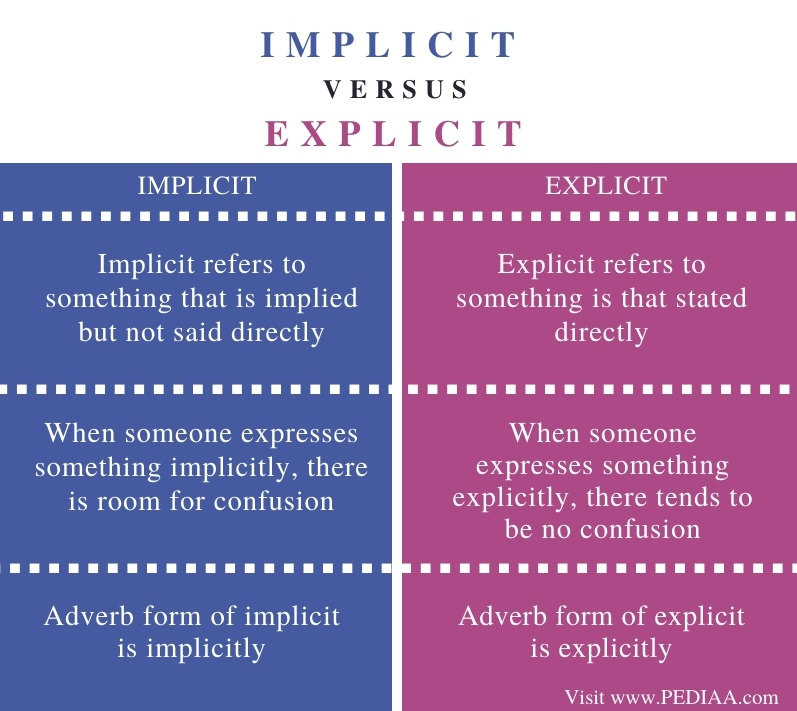 IMPLICIT
VERSUS
EXPLICIT
IMPLICIT
Implicit refers to
something that is implied
but not said directly
When someone expresses
something implicitly, there
is room for confusion
Adverb form of implicit
is implicitly
EXPLICIT
Explicit refers to
something is that stated
directly
When someone
expresses something
explicitly, there tends to
be no confusion
Adverb form of explicit
is explicitly
Visit www.PEDIAA.com